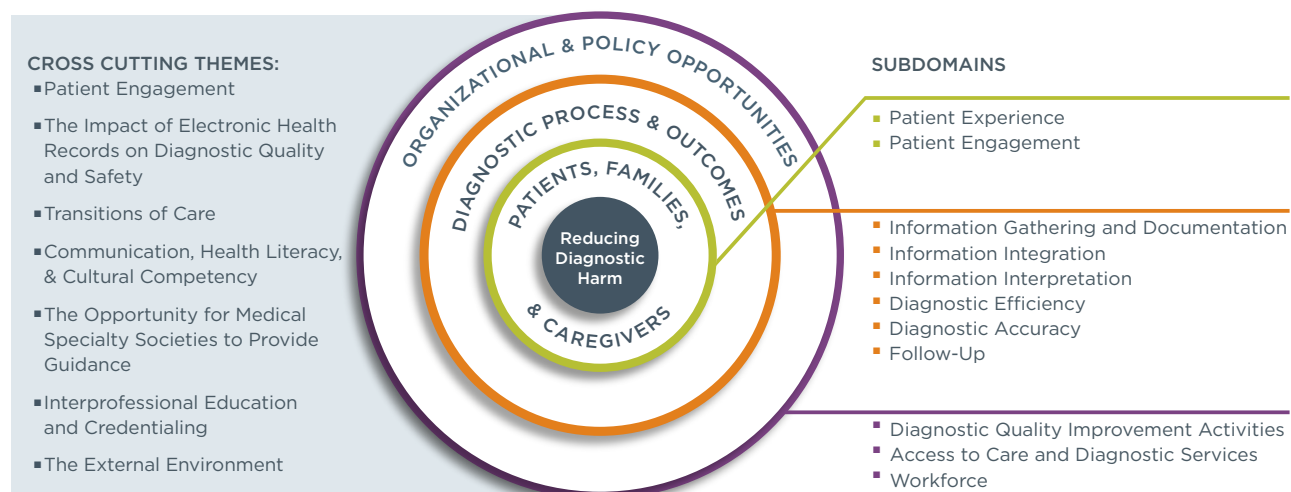 CROSS CUTTING THEMES:
▪Patient Engagement
▪The Impact of Electronic Health
Records on Diagnostic Quality
and Safety
▪Transitions of Care
▪Communication, Health Literacy,
& Cultural Competency
▪The Opportunity for Medical
Specialty Societies to Provide
Guidance
▪Interprofessional Education
and Credentialing
▪The External Environment
ORGANIZATIONAL & POLICY OPPORTUNITIES
DIAGNOSTIC PROCESS & OUTCOMES
PATIENTS, FAMILIES,
& CAREGIVERS
Reducing
Diagnostic
Harm
SUBDOMAINS
▪ Patient Experience
▪ Patient Engagement
▪ Information Gathering and Documentation
▪ Information Integration
▪ Information Interpretation
▪ Diagnostic Efficiency
▪ Diagnostic Accuracy
▪ Follow-Up
▪ Diagnostic Quality Improvement Activities
▪ Access to Care and Diagnostic Services
▪ Workforce